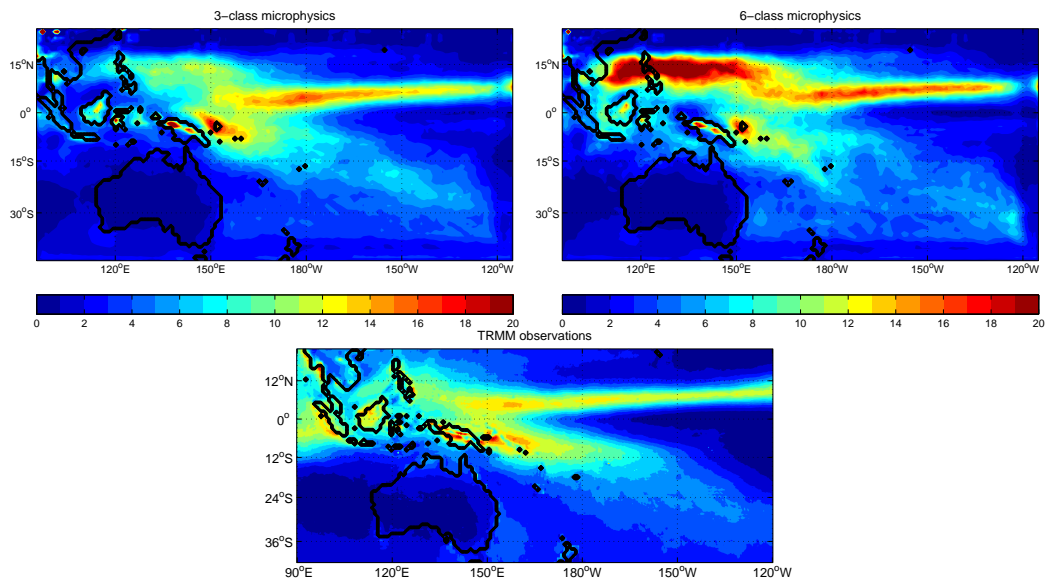 3-class microphysics
15°N
0°
15°S
30°S
120°E 150°E 180°W 150°W 120°W
0 2 4 6 8 10 12 14 16 18 20
6-class microphysics
15°N
0°
15°S
30°S
120°E 150°E 180°W 150°W 120°W
0 2 4 6 8 10 12 14 16 18 20
TRMM observations
12°N
0°
12°S
24°S
36°S
90°E 120°E 150°E 180°W 150°W 120°W